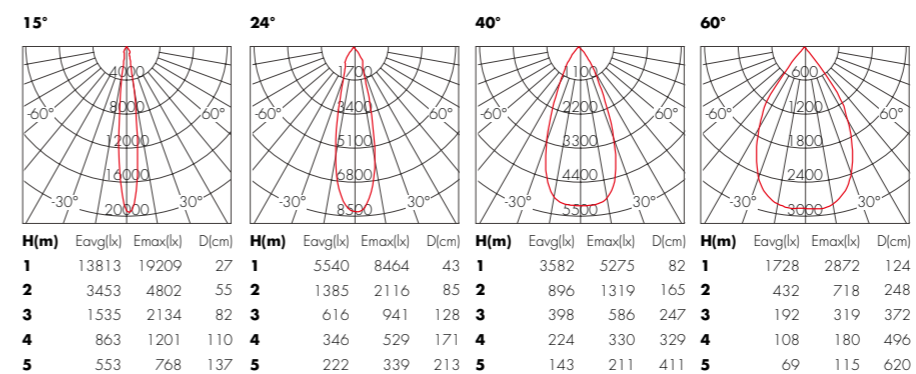 15° 24° 40° 60°
4000 1700 1100 600
8000 3400 2200 1200
-60° 60° -60° 60° -60° 60° -60° 60°
12000 5100 3300 1800
16000 6800 4400 2400
-30° 30° -30° 30° -30° 30° -30° 30°
20000 8500 5500 3000
H(m) Eavg(lx) Emax(lx) D(cm) H(m) Eavg(lx) Emax(lx) D(cm) H(m) Eavg(lx) Emax(lx) D(cm) H(m) Eavg(lx) Emax(lx) D(cm)
1 13813 19209 27 1 5540 8464 43 1 3582 5275 82 1 1728 2872 124
2 3453 4802 55 2 1385 2116 85 2 896 1319 165 2 432 718 248
3 1535 2134 82 3 616 941 128 3 398 586 247 3 192 319 372
4 863 1201 110 4 346 529 171 4 224 330 329 4 108 180 496
5 553 768 137 5 222 339 213 5 143 211 411 5 69 115 620